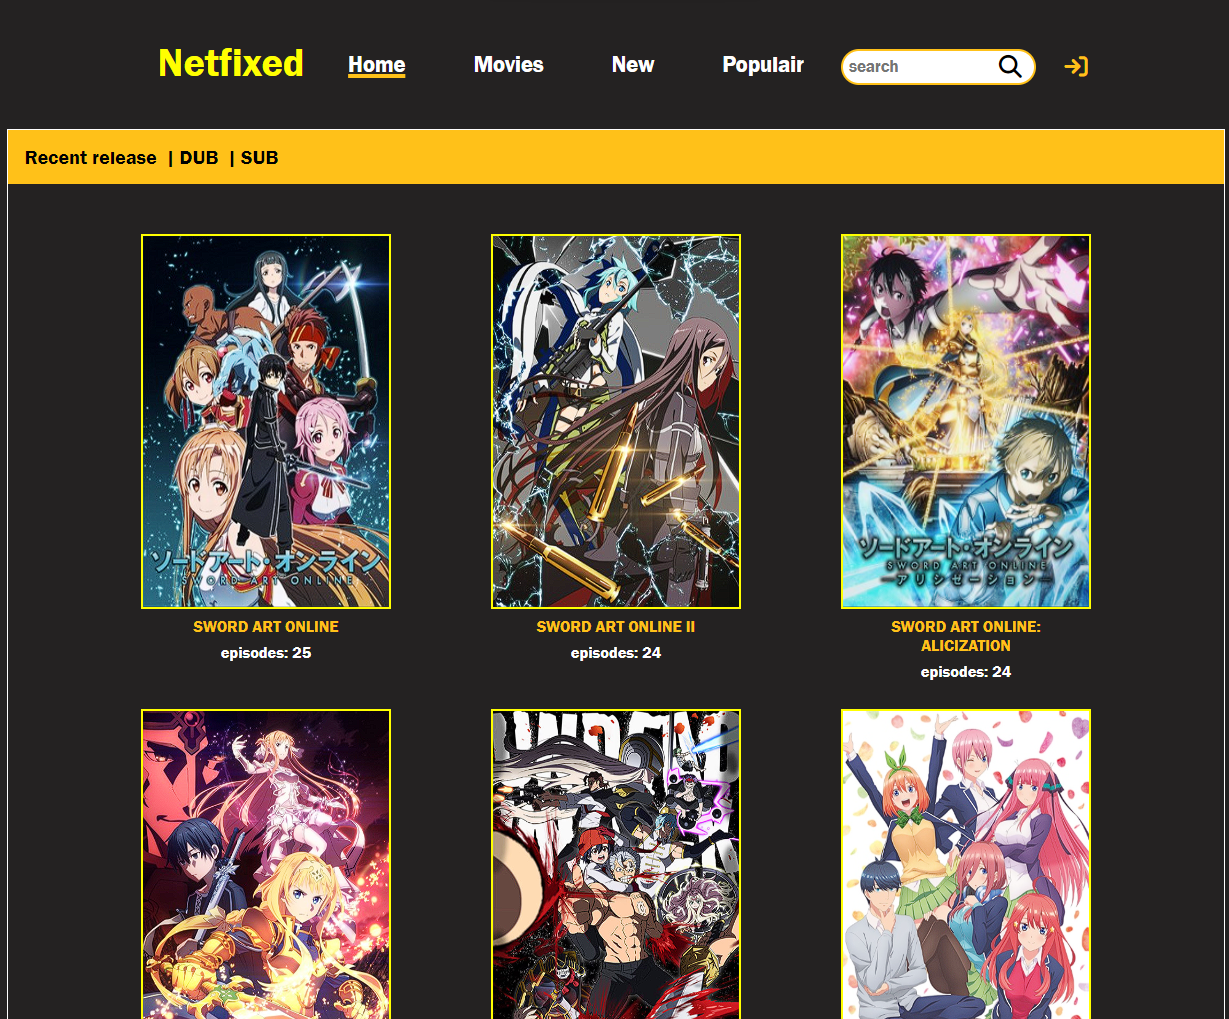 Netfixed Home Movies New Populair search
Recent release | DUB | SUB
ソードアート・オンライン
SWORD ART ONLINE
ソードアート・オンライン
SWORD ART ONLINE
ーアリシゼーションー
SWORD ART ONLINE
episodes: 25
SWORD ART ONLINE II
episodes: 24
SWORD ART ONLINE:
ALICIZATION
episodes: 24